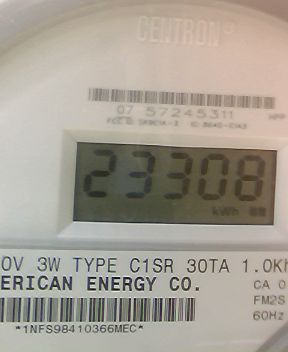 CENTRON®
07 57245311
23308
kWh
0V 3W TYPE C1SR 30TA 1.0Kh
ERICAN ENERGY CO.
CA 0
FM2S
60Hz
*1NFS98410366MEC*